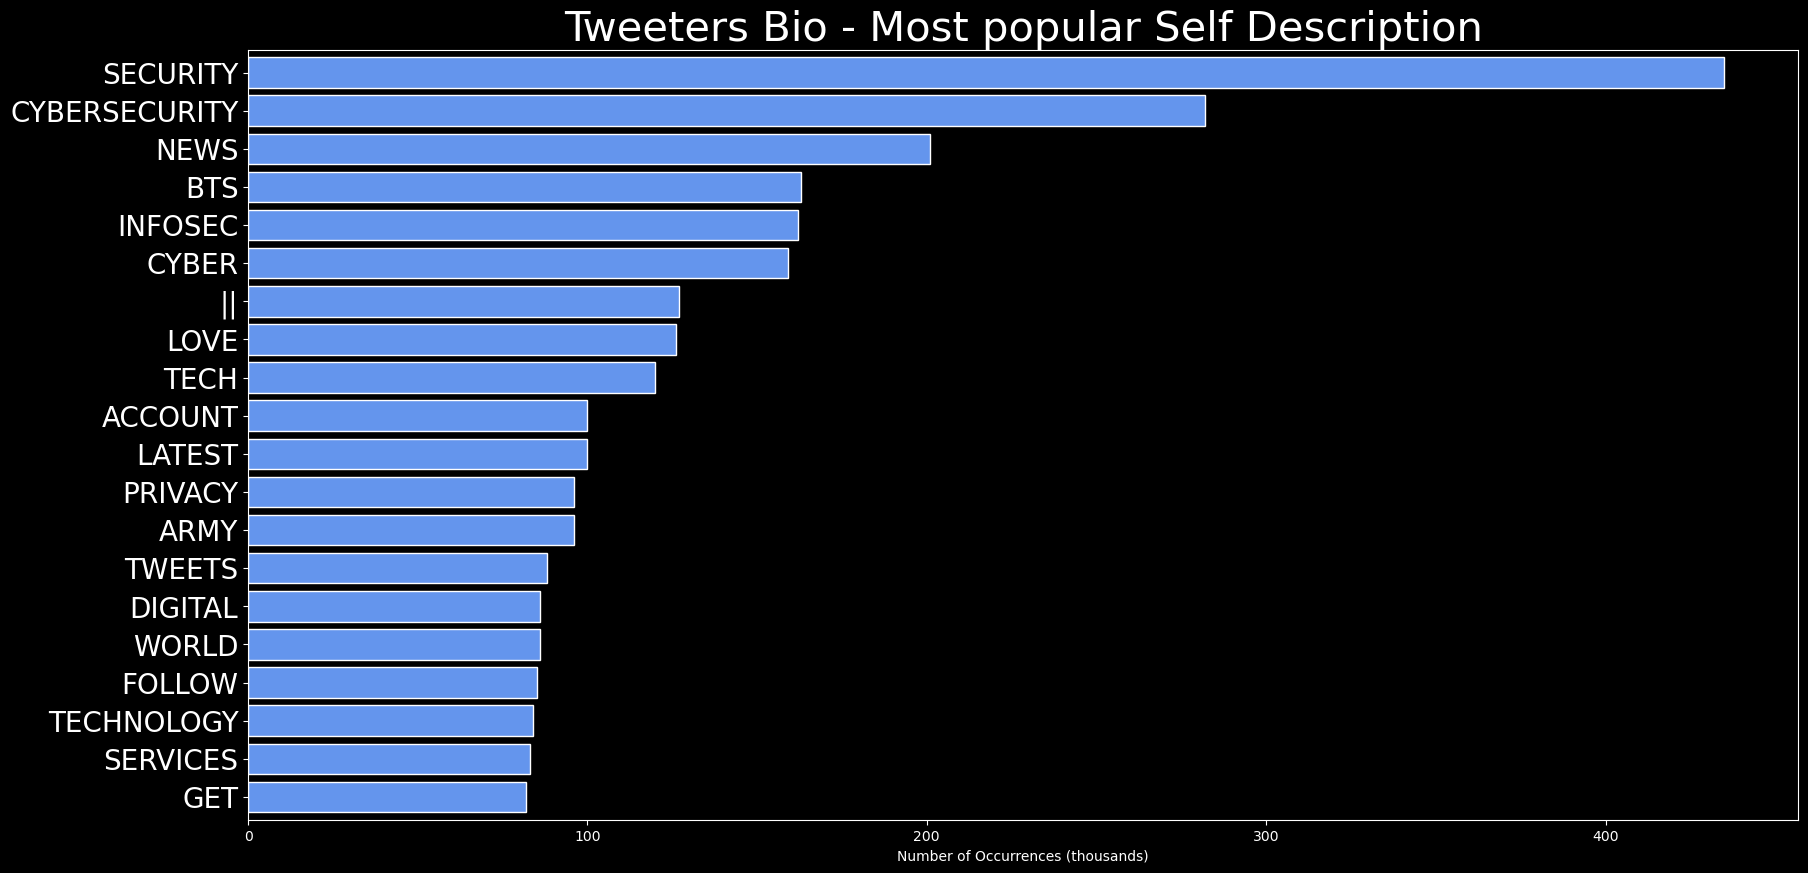 Tweeters Bio - Most popular Self Description
SECURITY
CYBERSECURITY
NEWS
BTS
INFOSEC
CYBER
||
LOVE
TECH
ACCOUNT
LATEST
PRIVACY
ARMY
TWEETS
DIGITAL
WORLD
FOLLOW
TECHNOLOGY
SERVICES
GET
0 100 200 300 400
Number of Occurrences (thousands)